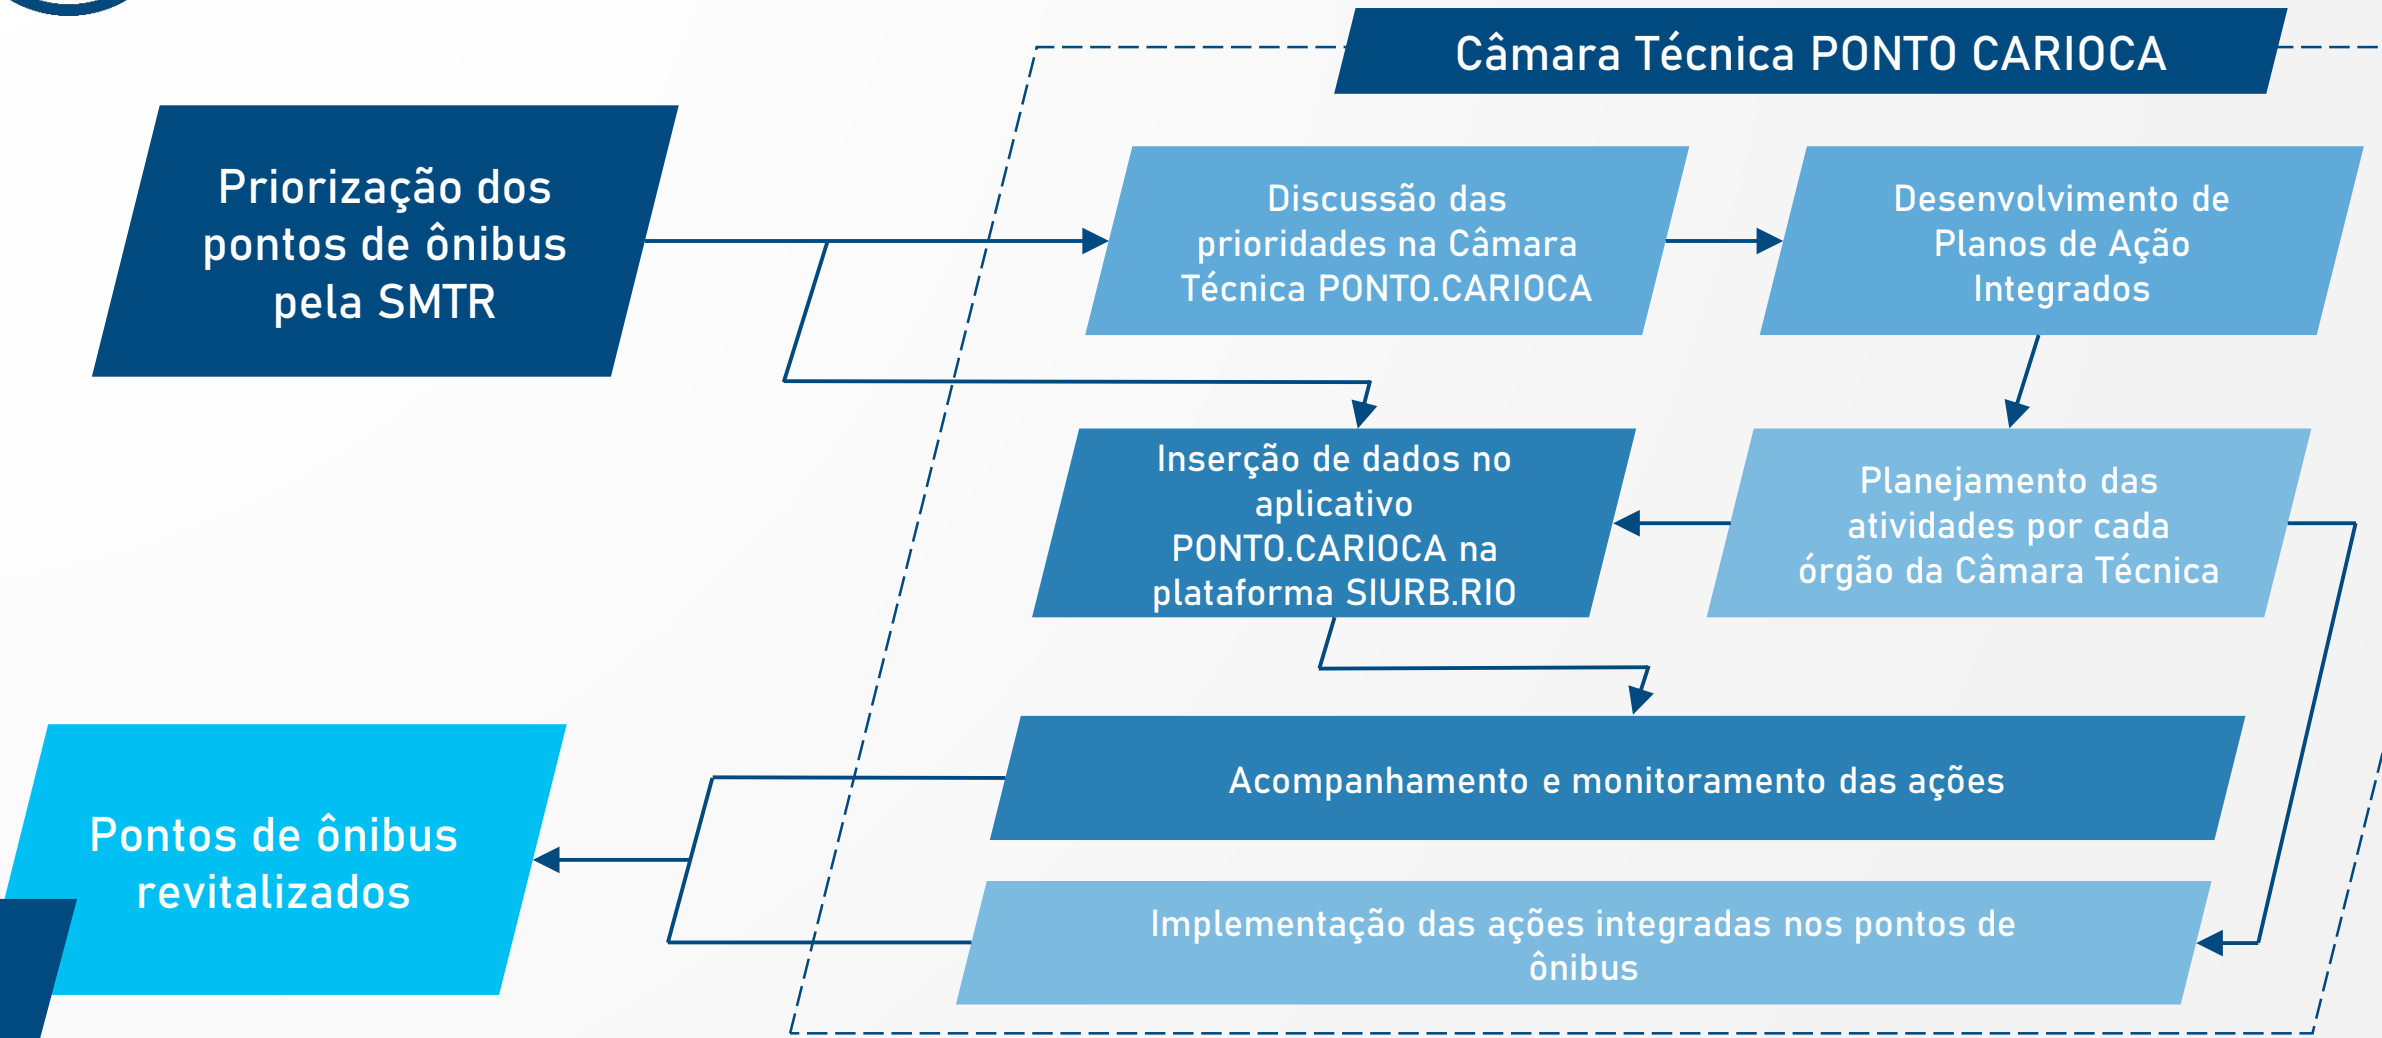 Câmara Técnica PONTO CARIOCA
Priorização dos
pontos de ônibus
pela SMTR
Discussão das
prioridades na Câmara
Técnica PONTO.CARIOCA
Desenvolvimento de
Planos de Ação
Integrados
Inserção de dados no
aplicativo
PONTO.CARIOCA na
plataforma SIURB.RIO
Planejamento das
atividades por cada
órgão da Câmara Técnica
Acompanhamento e monitoramento das ações
Pontos de ônibus
revitalizados
Implementação das ações integradas nos pontos de
ônibus